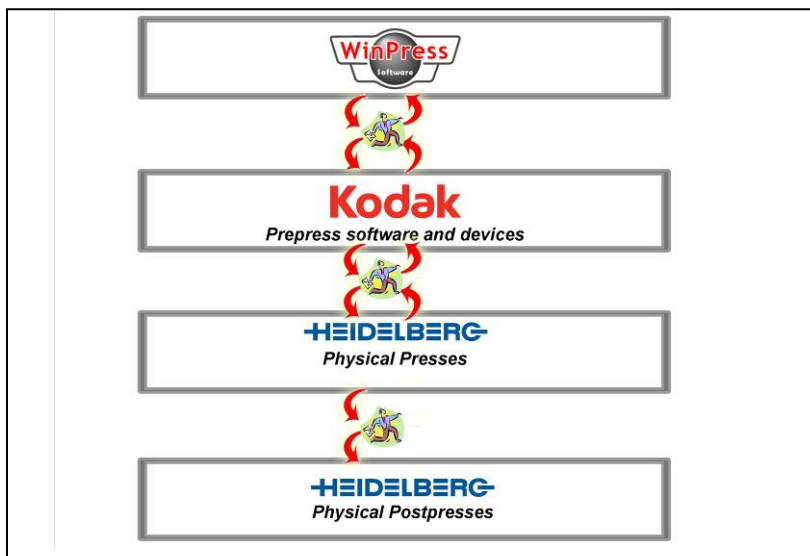 WinPress
Software
Kodak
Prepress software and devices
HEIDELBERG
Physical Presses
HEIDELBERG
Physical Postpresses